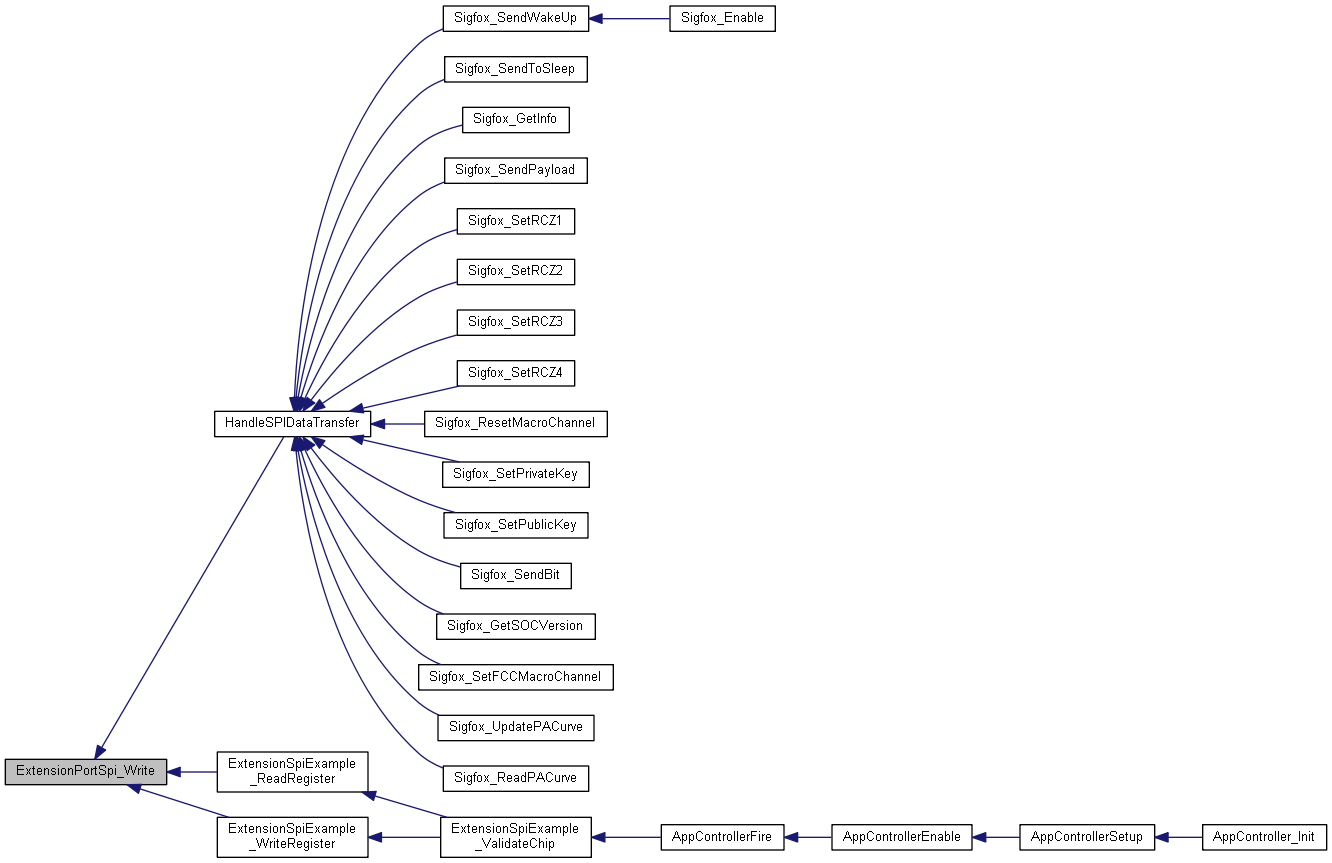 Sigfox_SendWakeUp
Sigfox_Enable
Sigfox_SendToSleep
Sigfox_GetInfo
Sigfox_SendPayload
Sigfox_SetRCZ1
Sigfox_SetRCZ2
Sigfox_SetRCZ3
Sigfox_SetRCZ4
HandleSPIDataTransfer
Sigfox_ResetMacroChannel
Sigfox_SetPrivateKey
Sigfox_SetPublicKey
Sigfox_SendBit
Sigfox_GetSOCVersion
Sigfox_SetFCCMacroChannel
Sigfox_UpdatePACurve
Sigfox_ReadPACurve
ExtensionPortSpi_Write
ExtensionSpiExample
_ReadRegister
ExtensionSpiExample
_WriteRegister
ExtensionSpiExample
_ValidateChip
AppControllerFire
AppControllerEnable
AppControllerSetup
AppController_Init